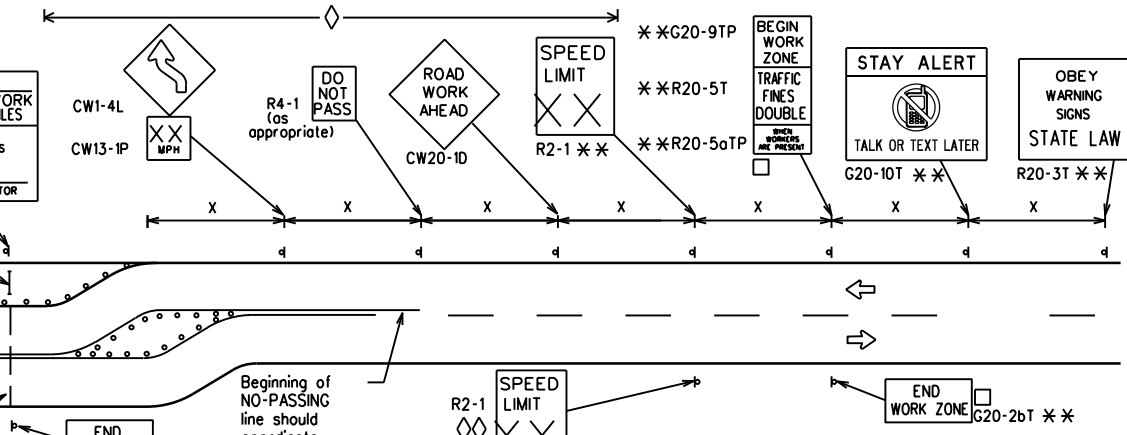 ORK
LES
S
TOR
CW1-4L
CW13-1P
XX
MPH
R4-1
(as
appropriate)
DO
NOT
PASS
ROAD
WORK
AHEAD
CW20-1D
SPEED
LIMIT
X X
R2-1 **
**G20-9TP
**R20-5T
**R20-5aTP
BEGIN
WORK
ZONE
TRAFFIC
FINES
DOUBLE
WHEN
WORKERS
ARE PRESENT
STAY ALERT
TALK OR TEXT LATER
G20-10T **
OBEY
WARNING
SIGNS
STATE LAW
R20-3T **
X X X X X X X
Beginning of
NO-PASSING
line should
coordinate
R2-1
SPEED
LIMIT
X X
END
WORK ZONE
G20-2bT **
END